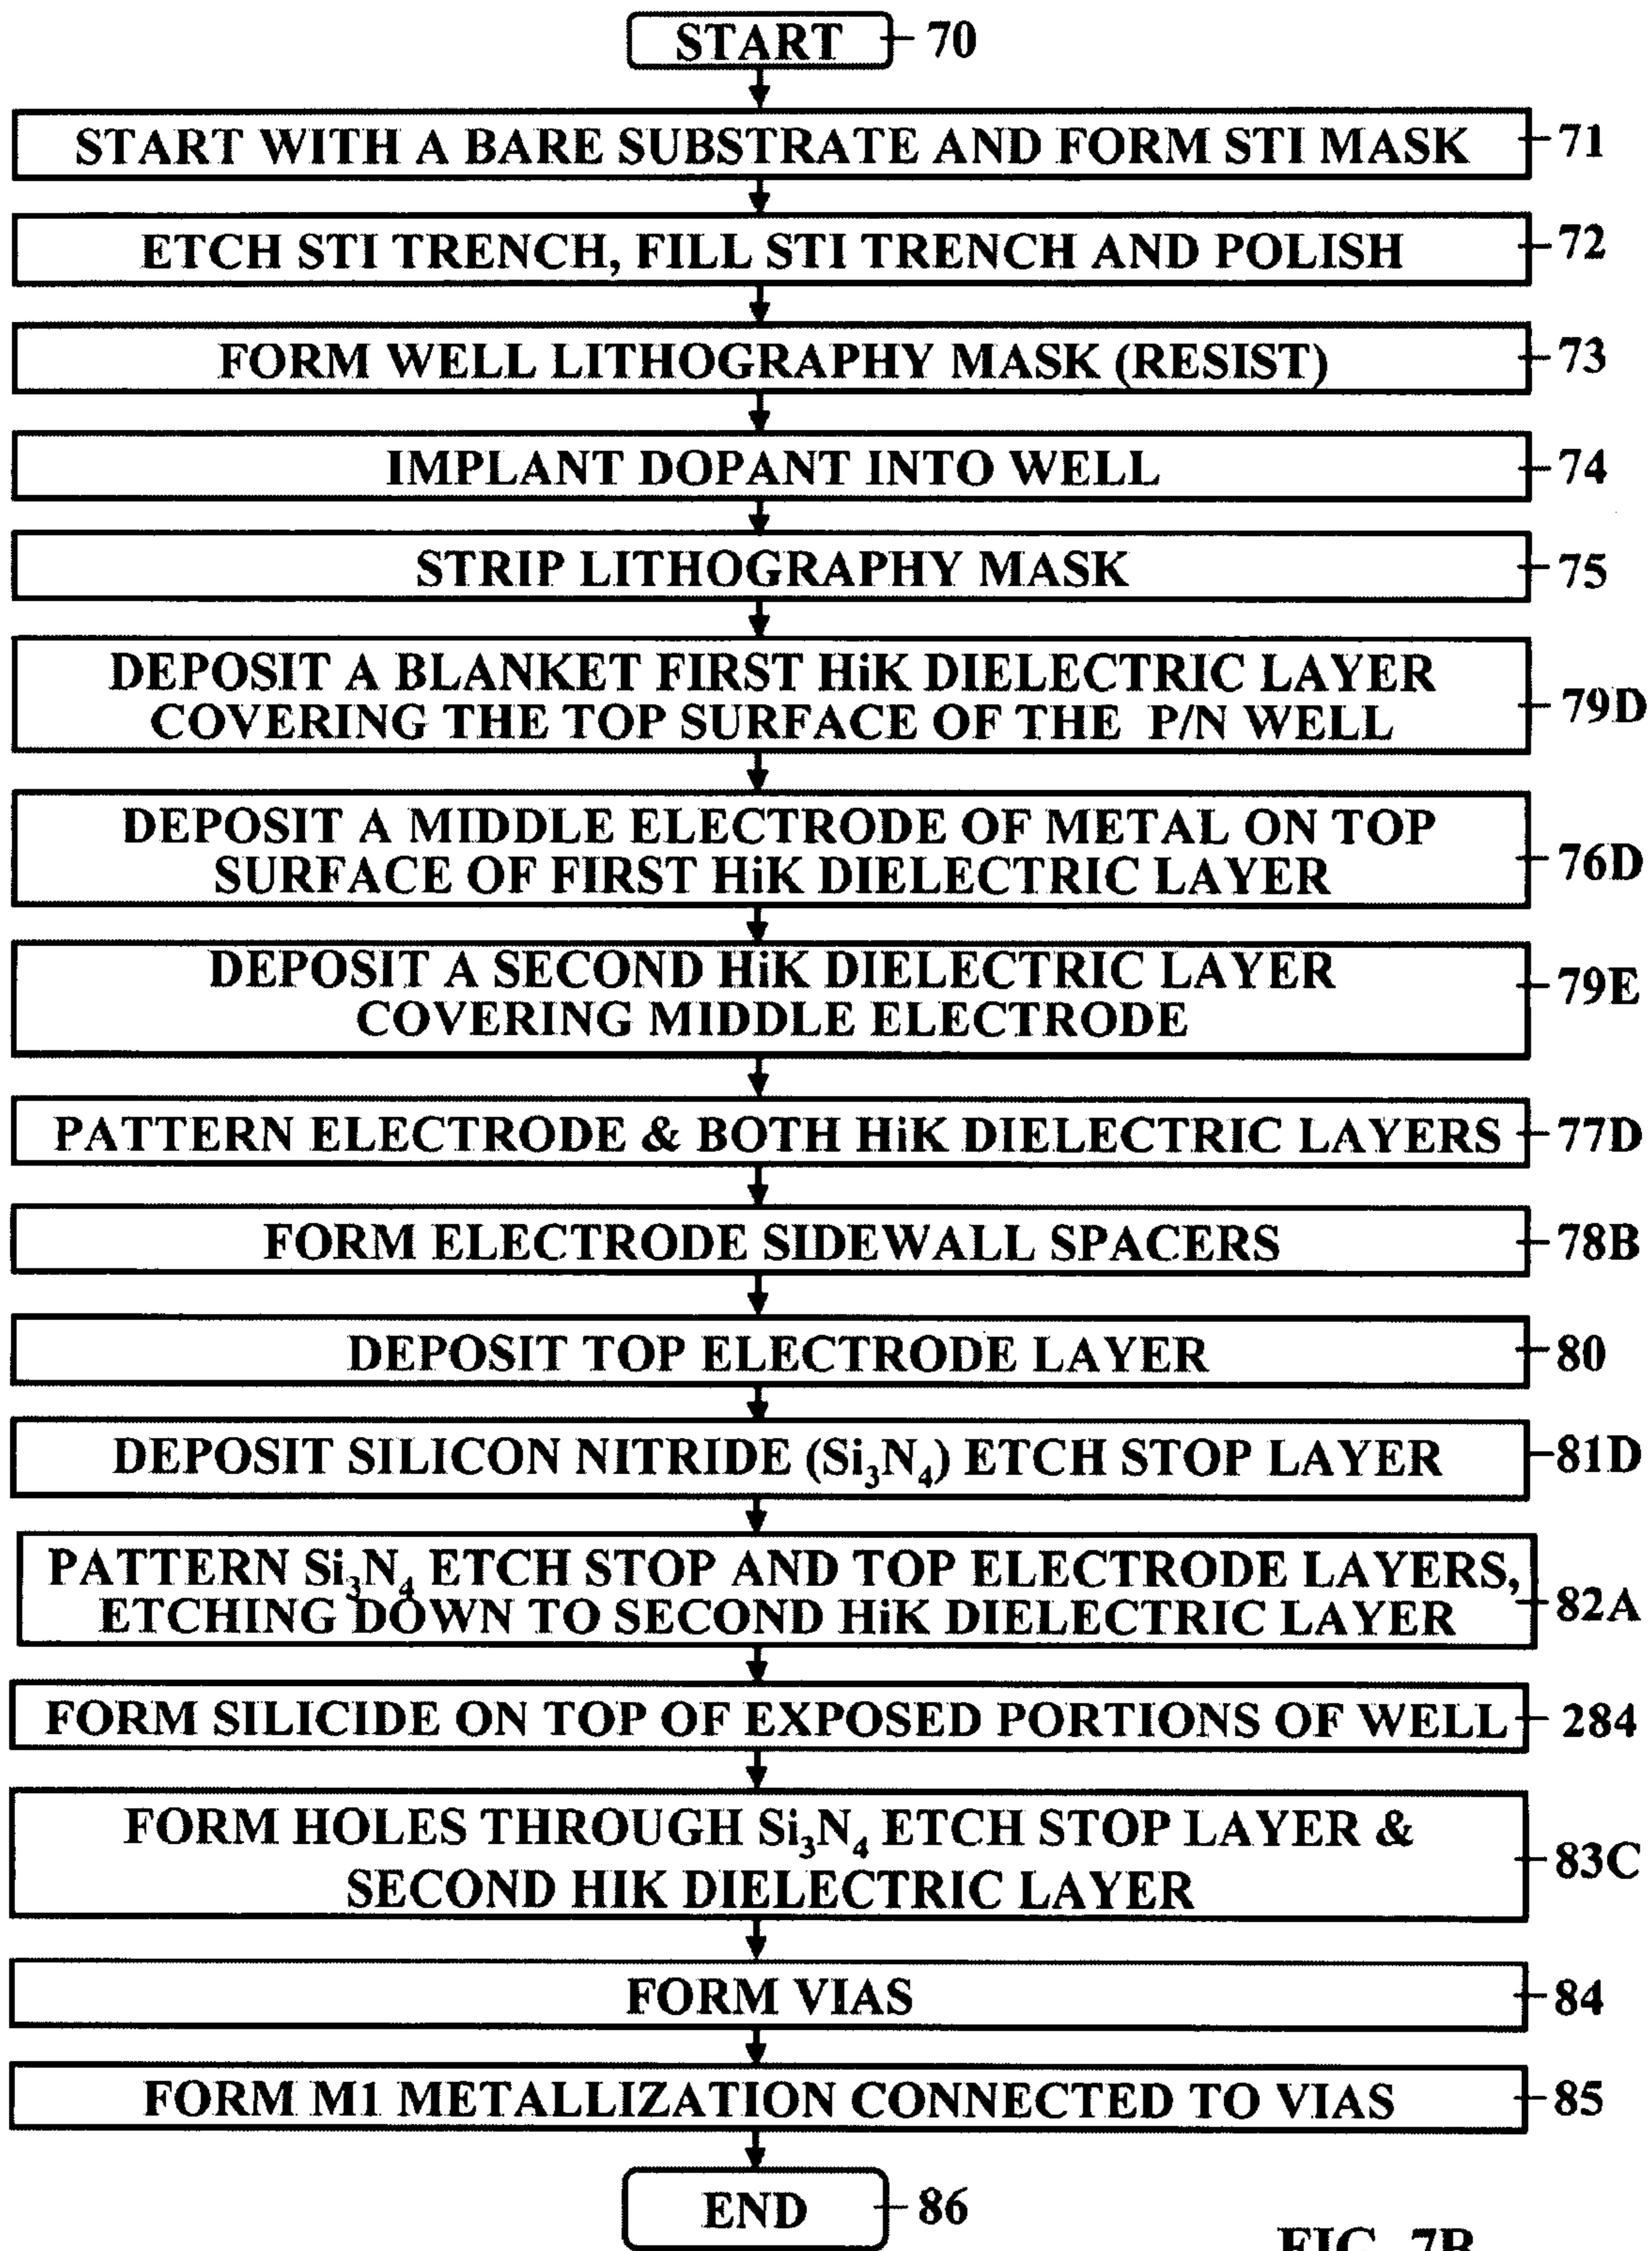 START 70
START WITH A BARE SUBSTRATE AND FORM STI MASK 71
ETCH STI TRENCH, FILL STI TRENCH AND POLISH 72
FORM WELL LITHOGRAPHY MASK (RESIST) 73
IMPLANT DOPANT INTO WELL 74
STRIP LITHOGRAPHY MASK 75
DEPOSIT A BLANKET FIRST HiK DIELECTRIC LAYER
COVERING THE TOP SURFACE OF THE P/N WELL 79D
DEPOSIT A MIDDLE ELECTRODE OF METAL ON TOP
SURFACE OF FIRST HiK DIELECTRIC LAYER 76D
DEPOSIT A SECOND HiK DIELECTRIC LAYER
COVERING MIDDLE ELECTRODE 79E
PATTERN ELECTRODE & BOTH HiK DIELECTRIC LAYERS 77D
FORM ELECTRODE SIDEWALL SPACERS 78B
DEPOSIT TOP ELECTRODE LAYER 80
DEPOSIT SILICON NITRIDE (Si₃N₄) ETCH STOP LAYER 81D
PATTERN Si₃N₄ ETCH STOP AND TOP ELECTRODE LAYERS,
ETCHING DOWN TO SECOND HiK DIELECTRIC LAYER 82A
FORM SILICIDE ON TOP OF EXPOSED PORTIONS OF WELL 284
FORM HOLES THROUGH Si₃N₄ ETCH STOP LAYER &
SECOND HIK DIELECTRIC LAYER 83C
FORM VIAS 84
FORM M1 METALLIZATION CONNECTED TO VIAS 85
END 86
FIG. 7B